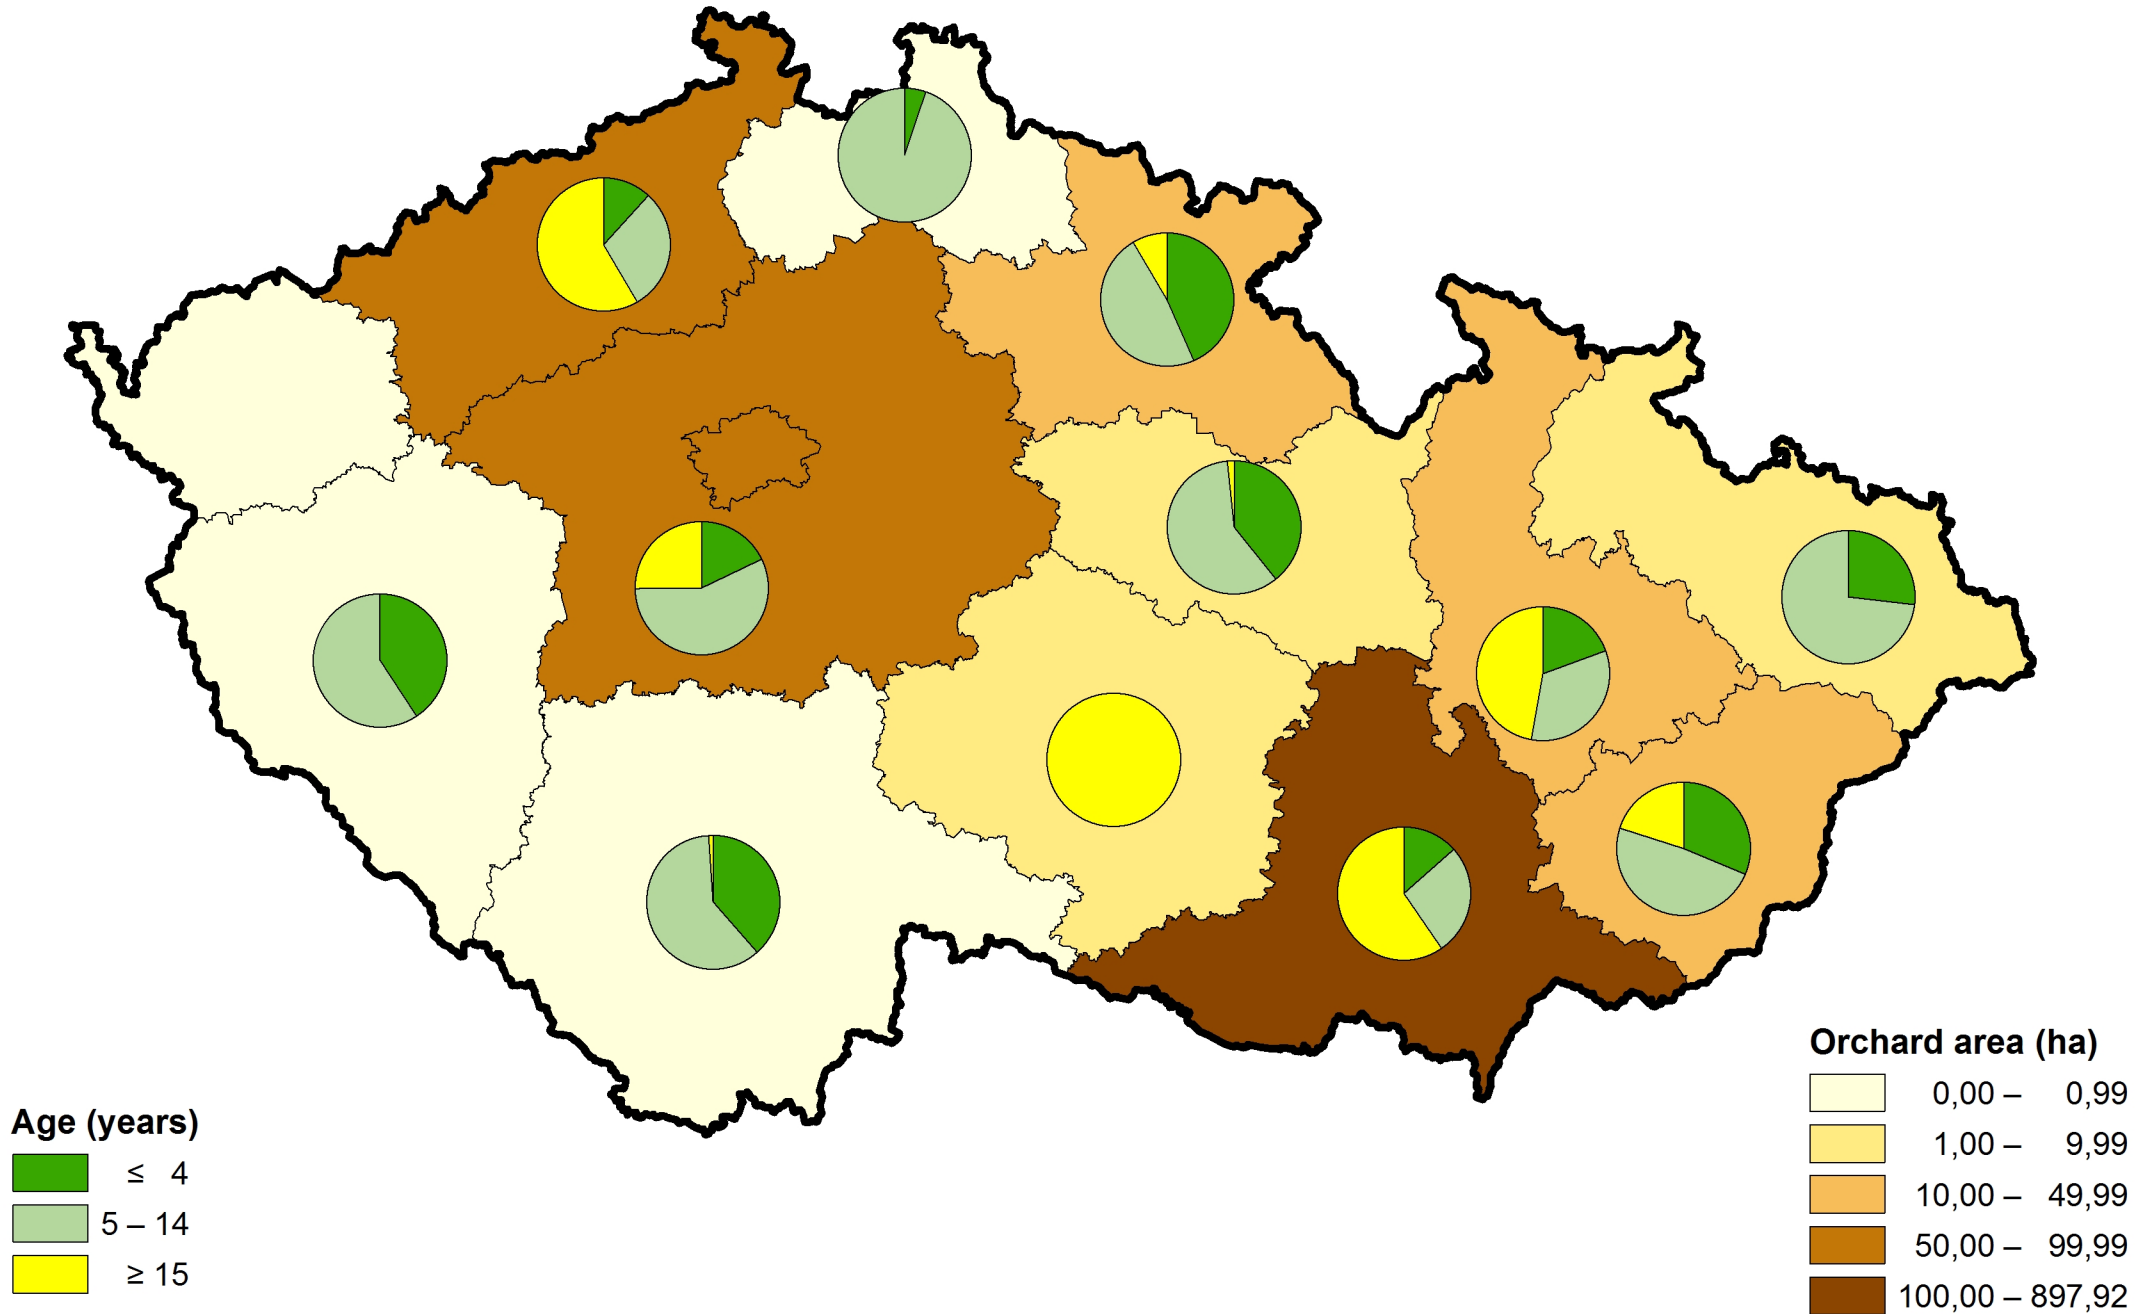 Age (years)
≤ 4
5 – 14
≥ 15
Orchard area (ha)
0,00 – 0,99
1,00 – 9,99
10,00 – 49,99
50,00 – 99,99
100,00 – 897,92